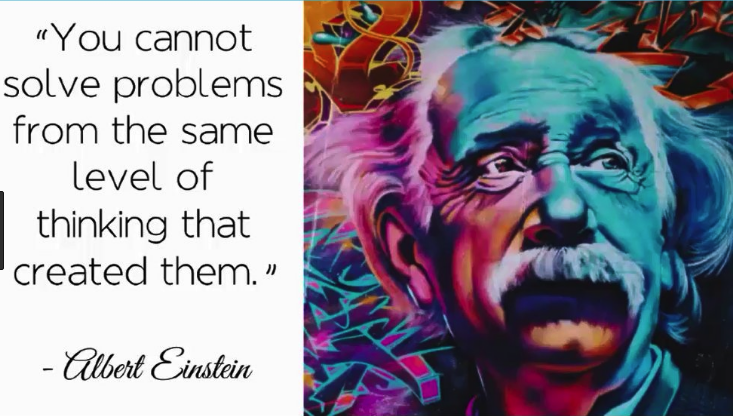 “You cannot
solve problems
from the same
level of
thinking that
created them.”
- Albert Einstein